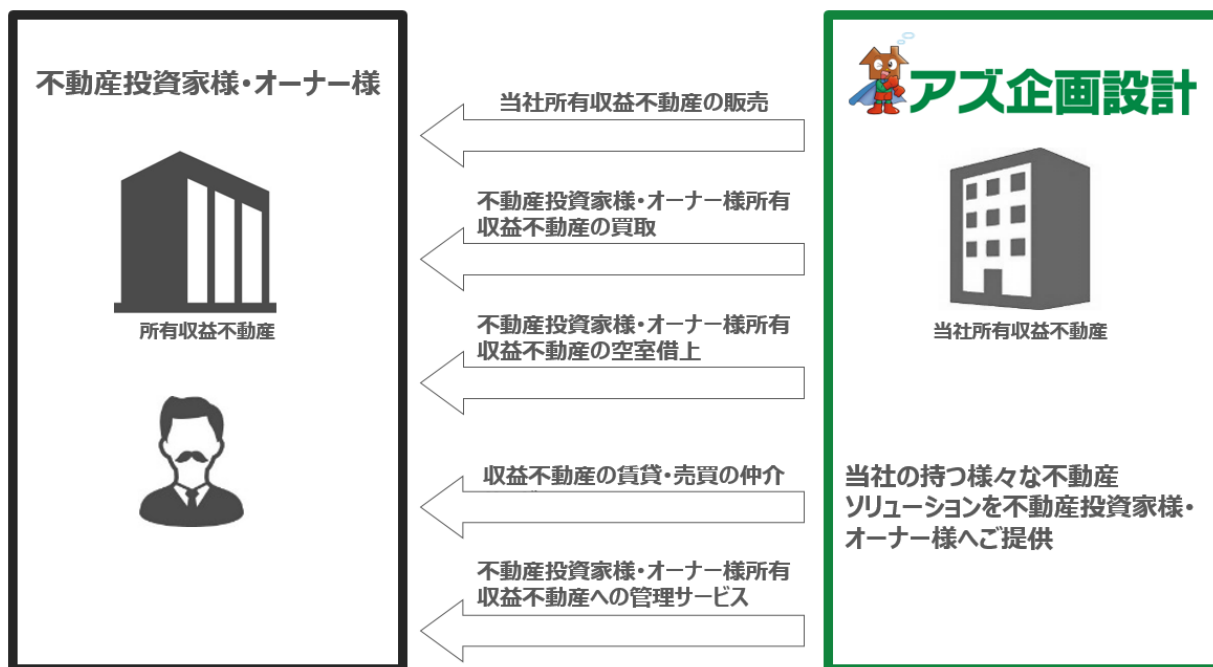 不動産投資家様・オーナー様
所有収益不動産
当社所有収益不動産の販売
不動産投資家様・オーナー様所有
収益不動産の買取
不動産投資家様・オーナー様所有
収益不動産の空室借上
収益不動産の賃貸・売買の仲介
不動産投資家様・オーナー様所有
収益不動産への管理サービス
アズ企画設計
当社所有収益不動産
当社の持つ様々な不動産
ソリューションを不動産投資家様・
オーナー様へご提供